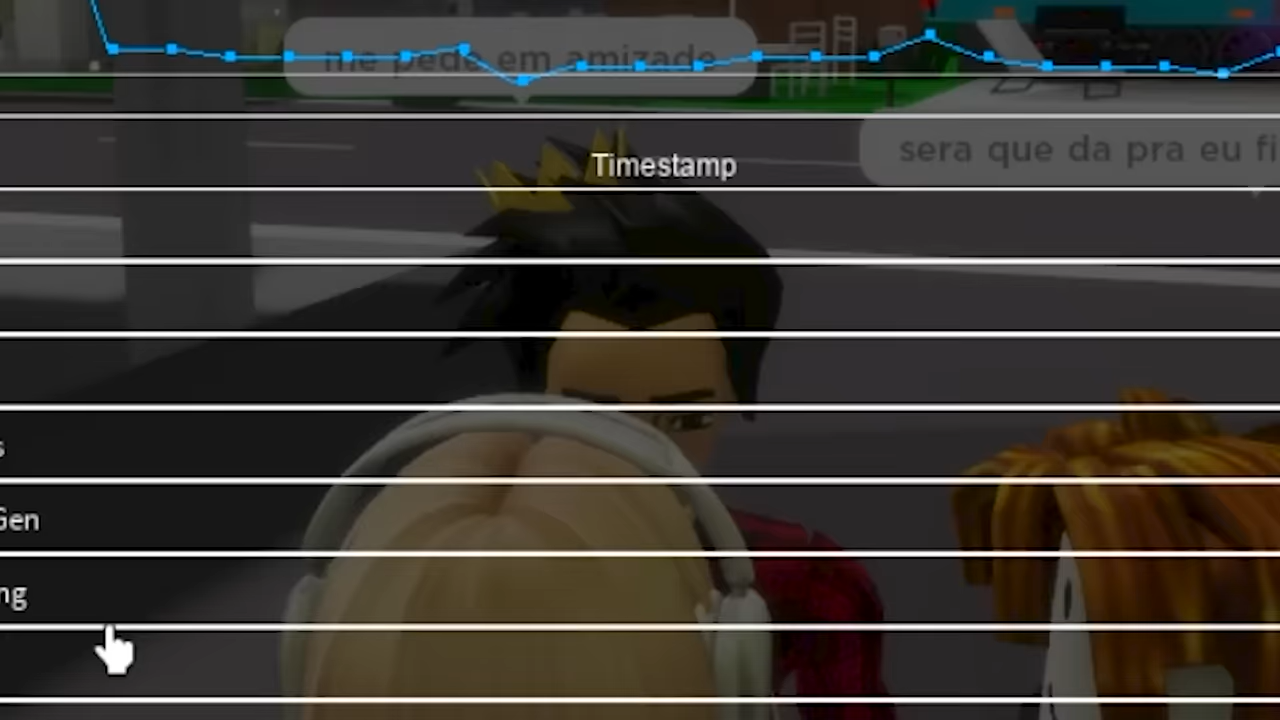 me pede em amizade
sera que da pra eu fi
Timestamp
s
Gen
ng